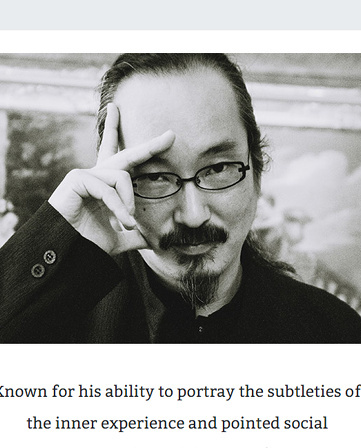 Known for his ability to portray the subtleties of
the inner experience and pointed social